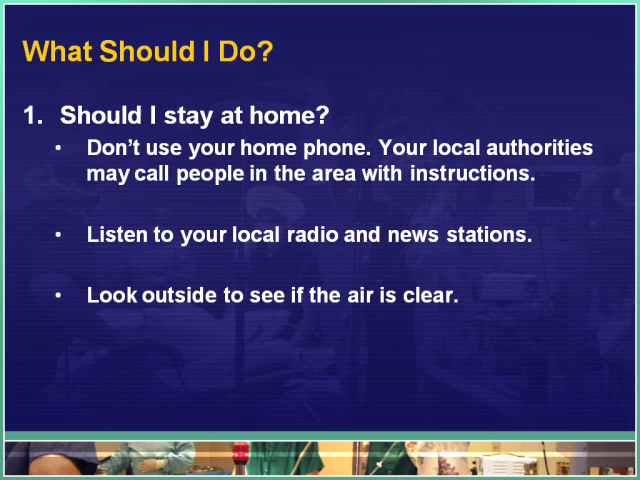 What Should I Do?
1. Should I stay at home?
• Don’t use your home phone. Your local authorities
may call people in the area with instructions.
• Listen to your local radio and news stations.
• Look outside to see if the air is clear.